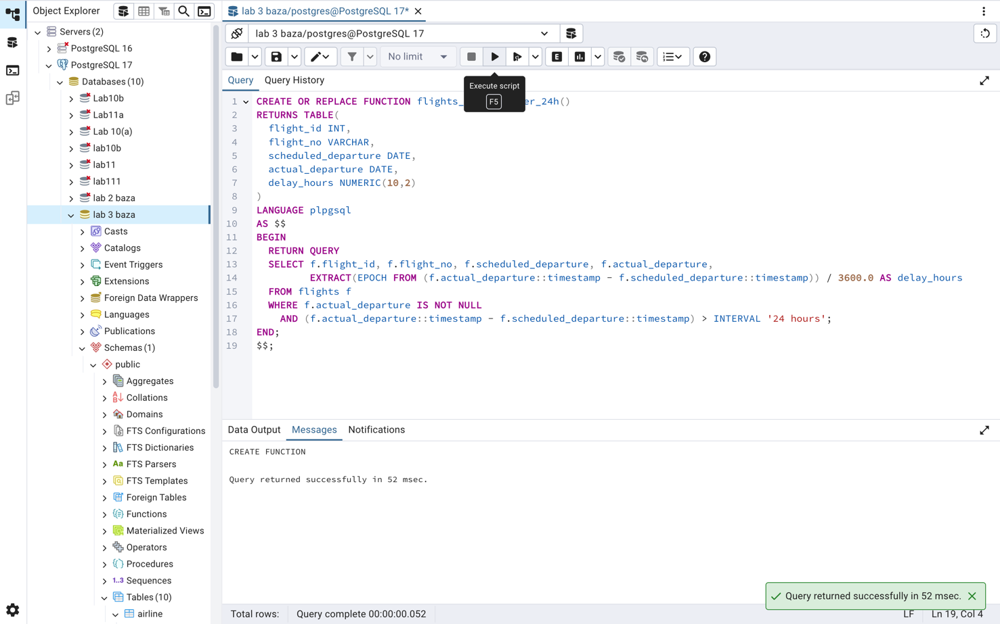 Object Explorer
lab 3 baza/postgres@PostgreSQL 17*
Servers (2)
PostgreSQL 16
PostgreSQL 17
Databases (10)
Lab10b
Lab11a
Lab 10(a)
lab10b
lab11
lab111
lab 2 baza
lab 3 baza
Casts
Catalogs
Event Triggers
Extensions
Foreign Data Wrappers
Languages
Publications
Schemas (1)
public
Aggregates
Collations
Domains
FTS Configurations
FTS Dictionaries
Aa FTS Parsers
FTS Templates
Foreign Tables
Functions
Materialized Views
Operators
Procedures
1..3 Sequences
Tables (10)
airline
lab 3 baza/postgres@PostgreSQL 17
No limit
E
Query Query History
Execute script
F5
1 CREATE OR REPLACE FUNCTION flights_ er_24h()
2 RETURNS TABLE(
3 flight_id INT,
4 flight_no VARCHAR,
5 scheduled_departure DATE,
6 actual_departure DATE,
7 delay_hours NUMERIC(10,2)
8 )
9 LANGUAGE plpgsql
10 AS $$
11 BEGIN
12 RETURN QUERY
13 SELECT f.flight_id, f.flight_no, f.scheduled_departure, f.actual_departure,
14 EXTRACT(EPOCH FROM (f.actual_departure::timestamp - f.scheduled_departure::timestamp)) / 3600.0 AS delay_hours
15 FROM flights f
16 WHERE f.actual_departure IS NOT NULL
17 AND (f.actual_departure::timestamp - f.scheduled_departure::timestamp) > INTERVAL '24 hours';
18 END;
19 $$;
Data Output Messages Notifications
CREATE FUNCTION
Query returned successfully in 52 msec.
Query returned successfully in 52 msec.
Total rows: Query complete 00:00:00.052 LF Ln 19, Col 4